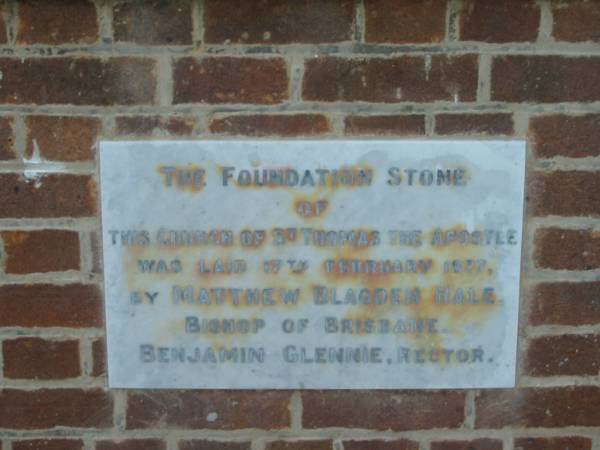 THE FOUNDATION STONE
OF
THIS CHURCH OF ST THOMAS THE APOSTLE
WAS LAID 17TH FEBRUARY 1877,
BY MATTHEW BLAGDEN HALE.
BISHOP OF BRISBANE.
BENJAMIN GLENNIE, RECTOR.